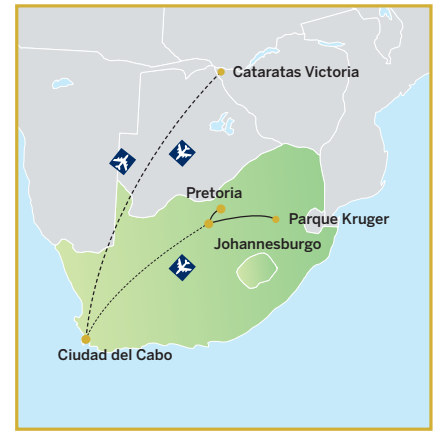 Cataratas Victoria
Pretoria
Parque Kruger
Johannesburgo
Ciudad del Cabo